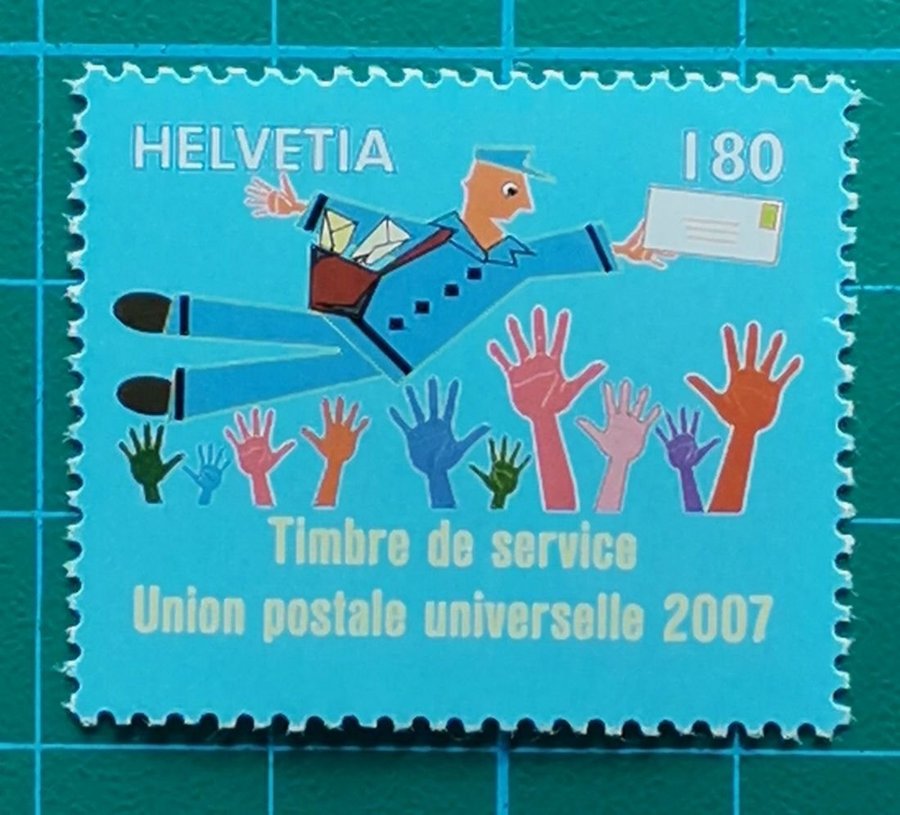 HELVETIA 180
Timbre de service
Union postale universelle 2007